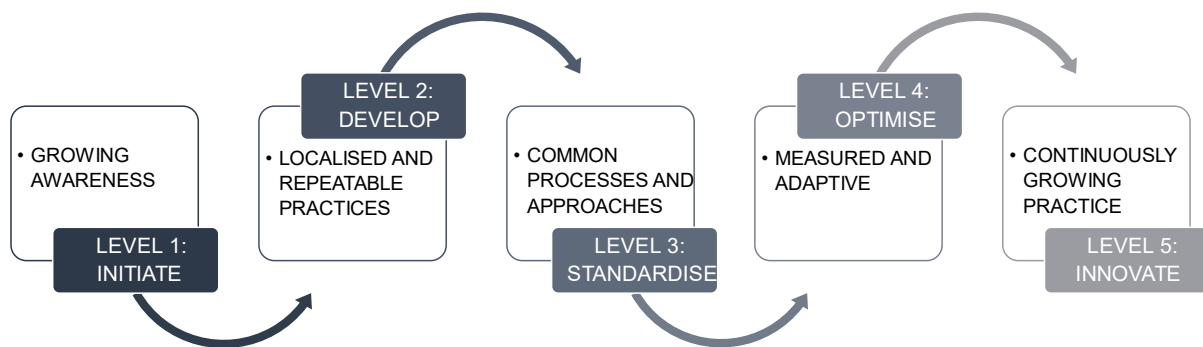 • GROWING
AWARENESS
LEVEL 1:
INITIATE
LEVEL 2:
DEVELOP
• LOCALISED AND
REPEATABLE
PRACTICES
• COMMON
PROCESSES AND
APPROACHES
LEVEL 3:
STANDARDISE
LEVEL 4:
OPTIMISE
• MEASURED AND
ADAPTIVE
• CONTINUOUSLY
GROWING
PRACTICE
LEVEL 5:
INNOVATE